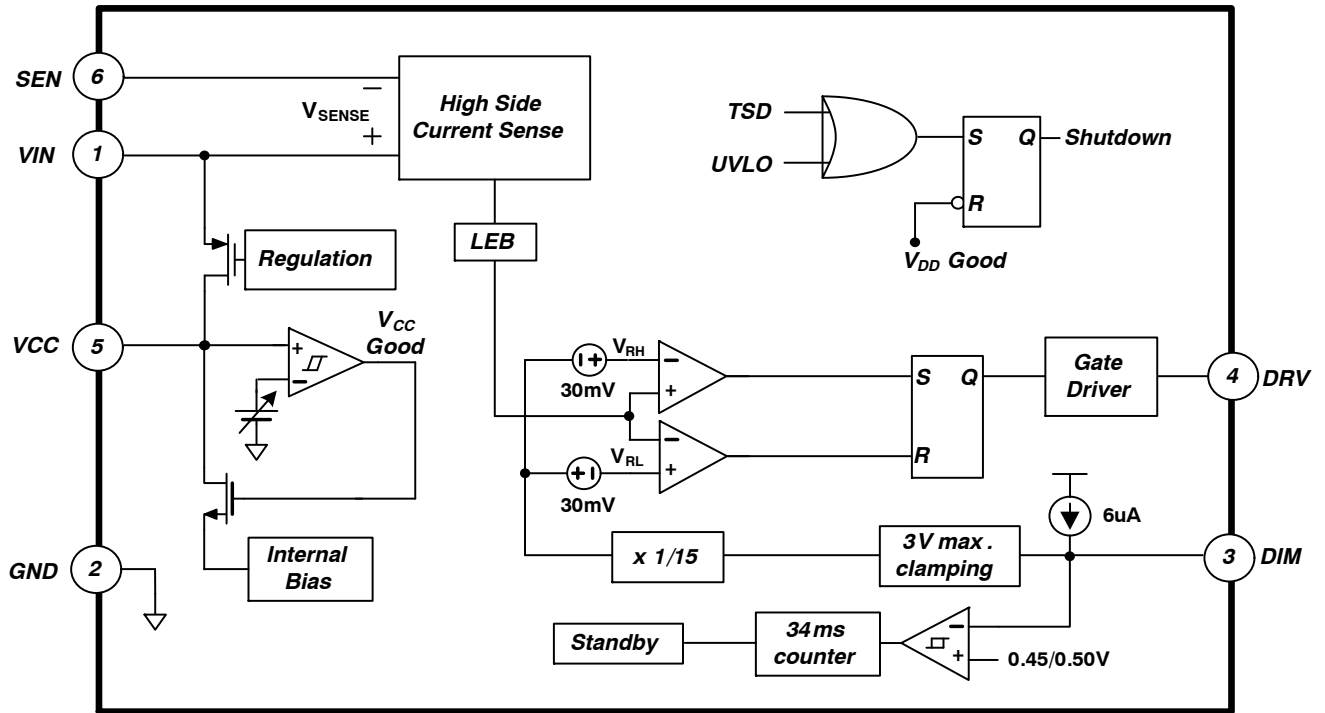 SEN
6
VSENSE
−
+
High Side
Current Sense
VIN
1
TSD
UVLO
S
Q
Shutdown
R
VDD Good
LEB
Regulation
VCC
5
VCC
Good
+
−
VRH
30mV
−
+
VRL
30mV
−
+
S
Q
R
Gate
Driver
4
DRV
6uA
Internal
Bias
GND
2
x 1/15
3V max.
clamping
3
DIM
Standby
34ms
counter
−
+
0.45/0.50V